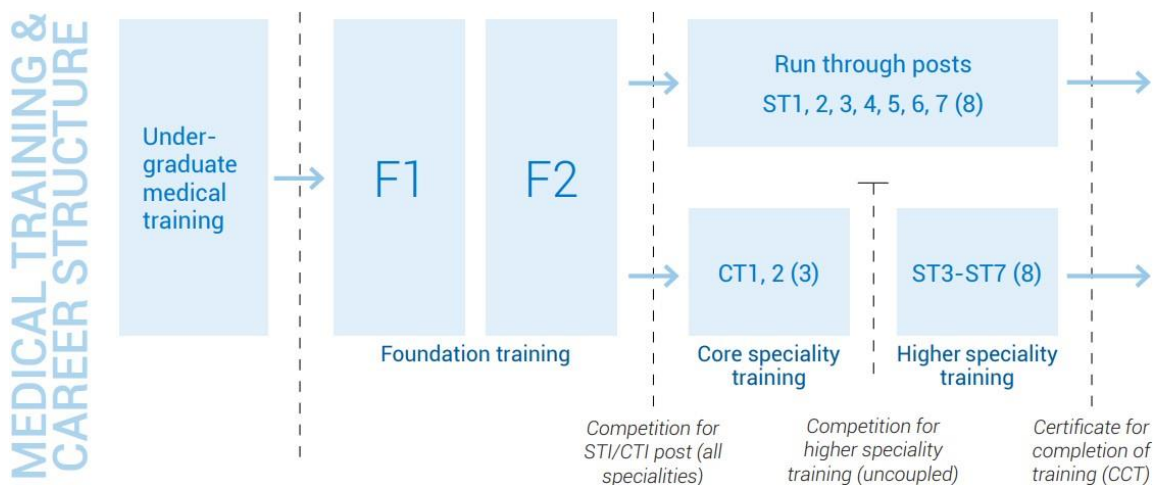 MEDICAL TRAINING &
CAREER STRUCTURE
Under-
graduate
medical
training
F1
F2
Foundation training
Run through posts
ST1, 2, 3, 4, 5, 6, 7 (8)
CT1, 2 (3)
Core speciality
training
ST3-ST7 (8)
Higher speciality
training
Competition for
STI/CTI post (all
specialities)
Competition for
higher speciality
training (uncoupled)
Certificate for
completion of
training (CCT)